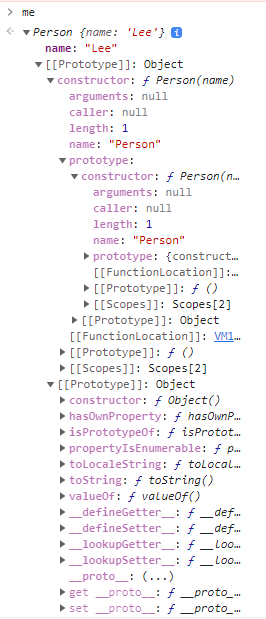 > me
Person {name: 'Lee'} i
name: "Lee"
[[Prototype]]: Object
constructor: ƒ Person(name)
arguments: null
caller: null
length: 1
name: "Person"
prototype:
constructor: ƒ Person(n…
arguments: null
caller: null
length: 1
name: "Person"
prototype: {construct…
[[FunctionLocation]]:…
[[Prototype]]: ƒ ()
[[Scopes]]: Scopes[2]
[[Prototype]]: Object
[[FunctionLocation]]: VM1…
[[Prototype]]: ƒ ()
[[Scopes]]: Scopes[2]
[[Prototype]]: Object
constructor: ƒ Object()
hasOwnProperty: ƒ hasOwnP…
isPrototypeOf: ƒ isProtot…
propertyIsEnumerable: ƒ p…
toLocaleString: ƒ toLocal…
toString: ƒ toString()
valueOf: ƒ valueOf()
__defineGetter__: ƒ __def…
__defineSetter__: ƒ __def…
__lookupGetter__: ƒ __loo…
__lookupSetter__: ƒ __loo…
__proto__: (...)
get __proto__: ƒ __proto_…
set __proto__: ƒ __proto_…